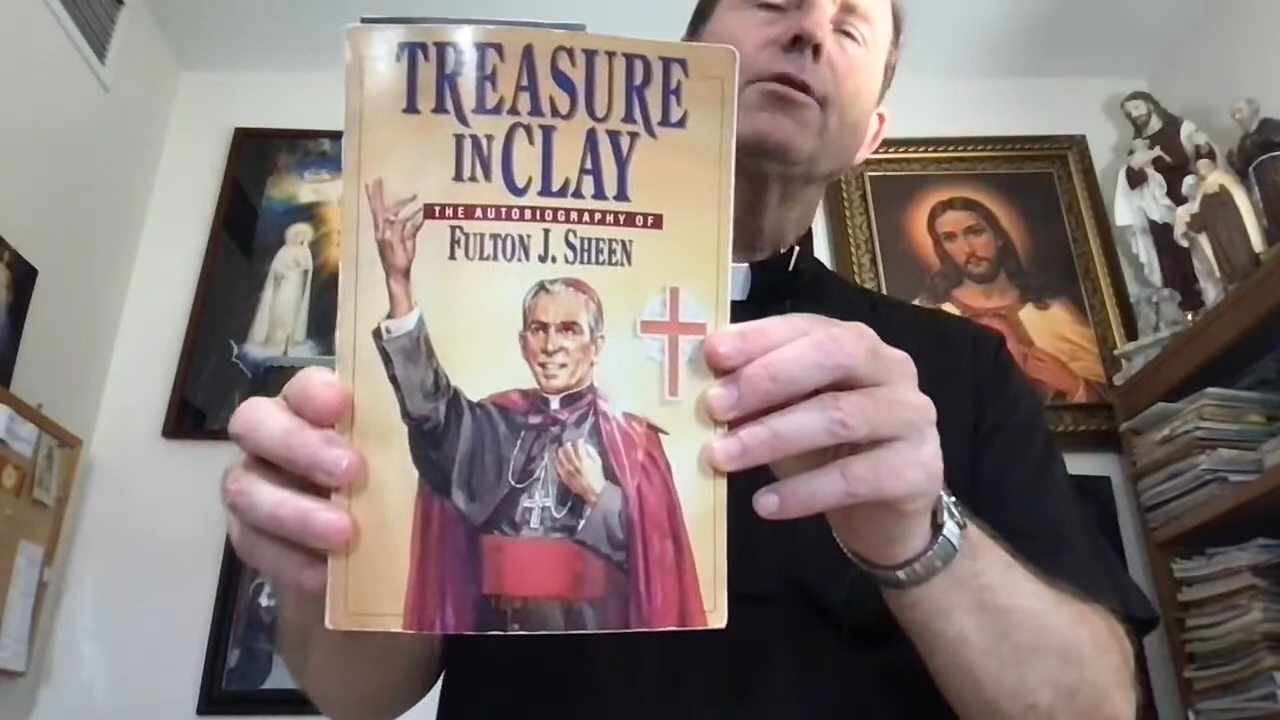 TREASURE
IN CLAY
THE AUTOBIOGRAPHY OF
FULTON J. SHEEN